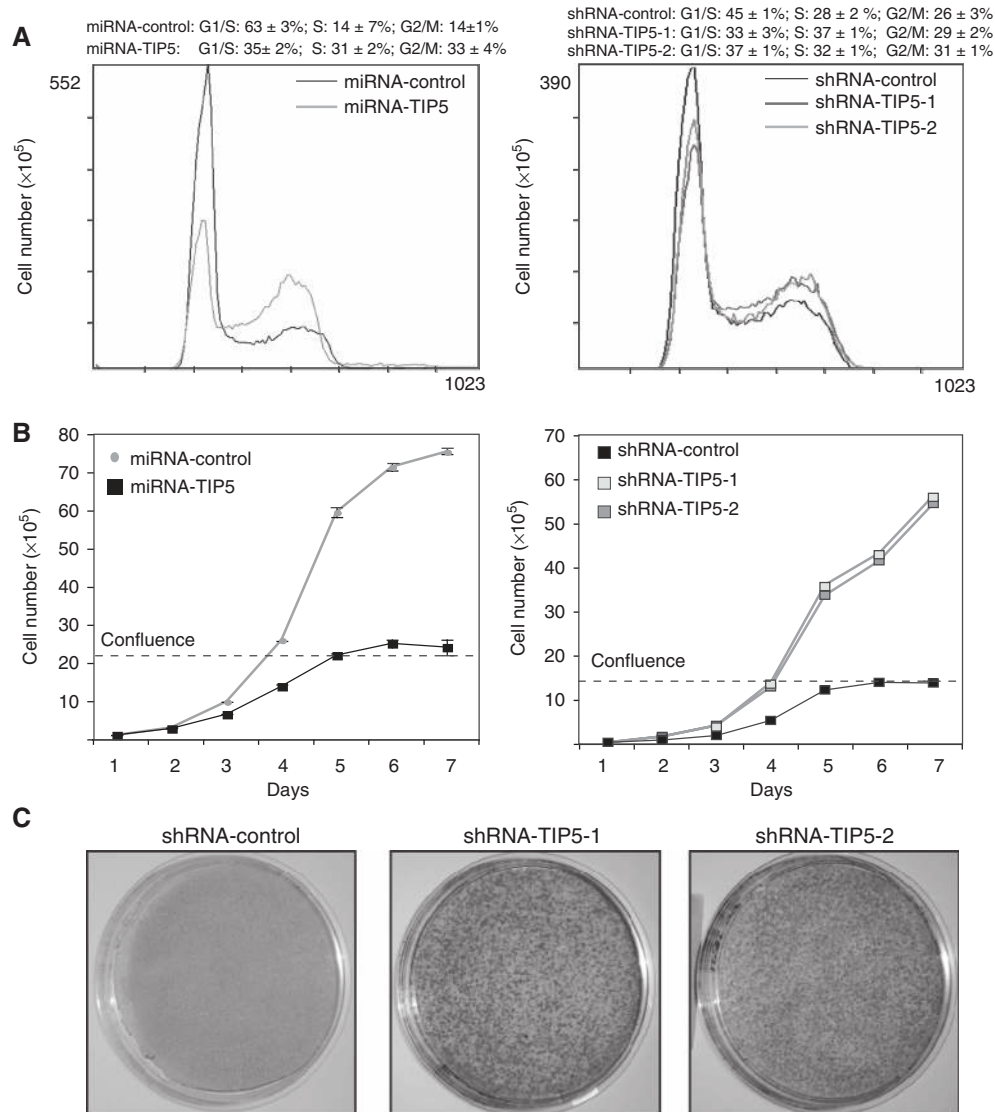 A
miRNA-control: G1/S: 63 ± 3%; S: 14 ± 7%; G2/M: 14±1%
miRNA-TIP5: G1/S: 35± 2%; S: 31 ± 2%; G2/M: 33 ± 4%
552
Cell number (×10⁵)
miRNA-control
miRNA-TIP5
1023
shRNA-control: G1/S: 45 ± 1%; S: 28 ± 2 %; G2/M: 26 ± 3%
shRNA-TIP5-1: G1/S: 33 ± 3%; S: 37 ± 1%; G2/M: 29 ± 2%
shRNA-TIP5-2: G1/S: 37 ± 1%; S: 32 ± 1%; G2/M: 31 ± 1%
390
Cell number (×10⁵)
shRNA-control
shRNA-TIP5-1
shRNA-TIP5-2
1023
B
80
70
60
50
40
30
20
10
Cell number (×10⁵)
miRNA-control
miRNA-TIP5
Confluence
1 2 3 4 5 6 7
Days
70
60
50
40
30
20
10
Cell number (×10⁵)
shRNA-control
shRNA-TIP5-1
shRNA-TIP5-2
Confluence
1 2 3 4 5 6 7
Days
C
shRNA-control
shRNA-TIP5-1
shRNA-TIP5-2